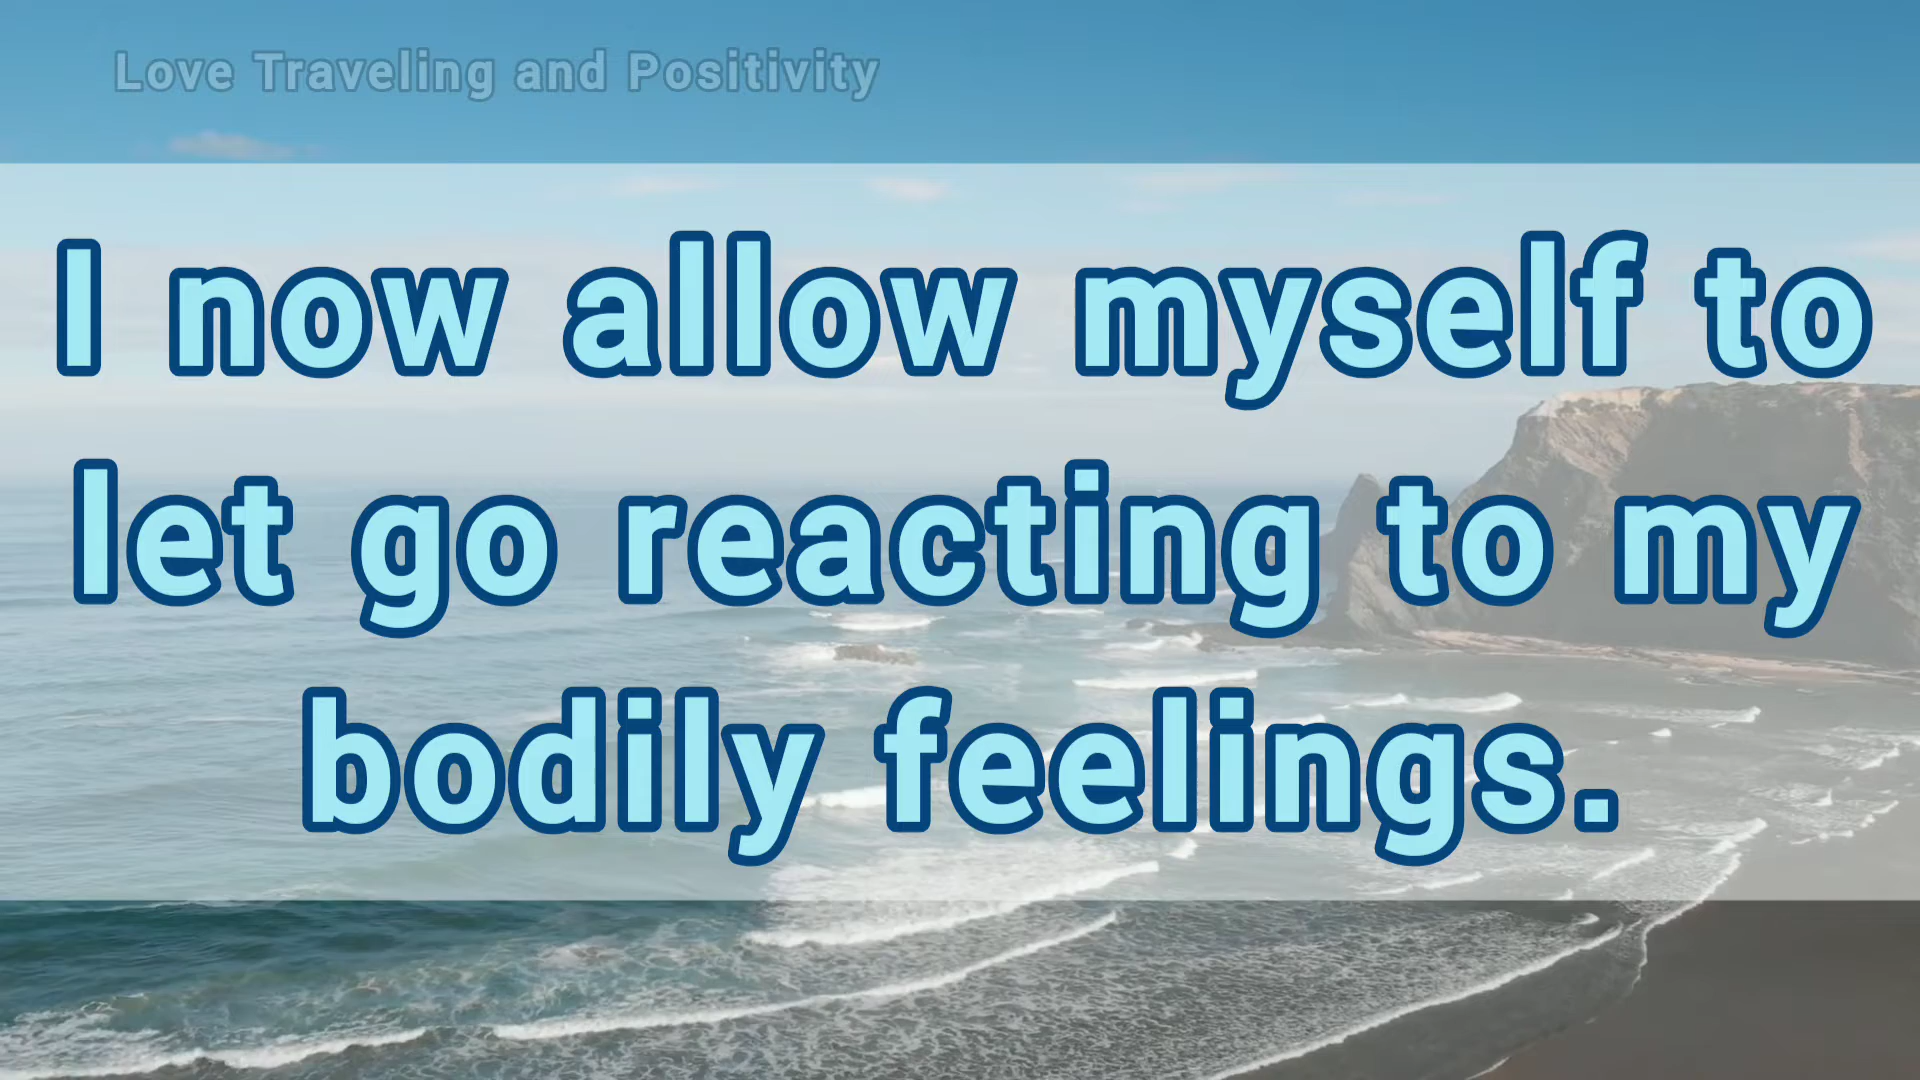 Love Traveling and Positivity
I now allow myself to
let go reacting to my
bodily feelings.